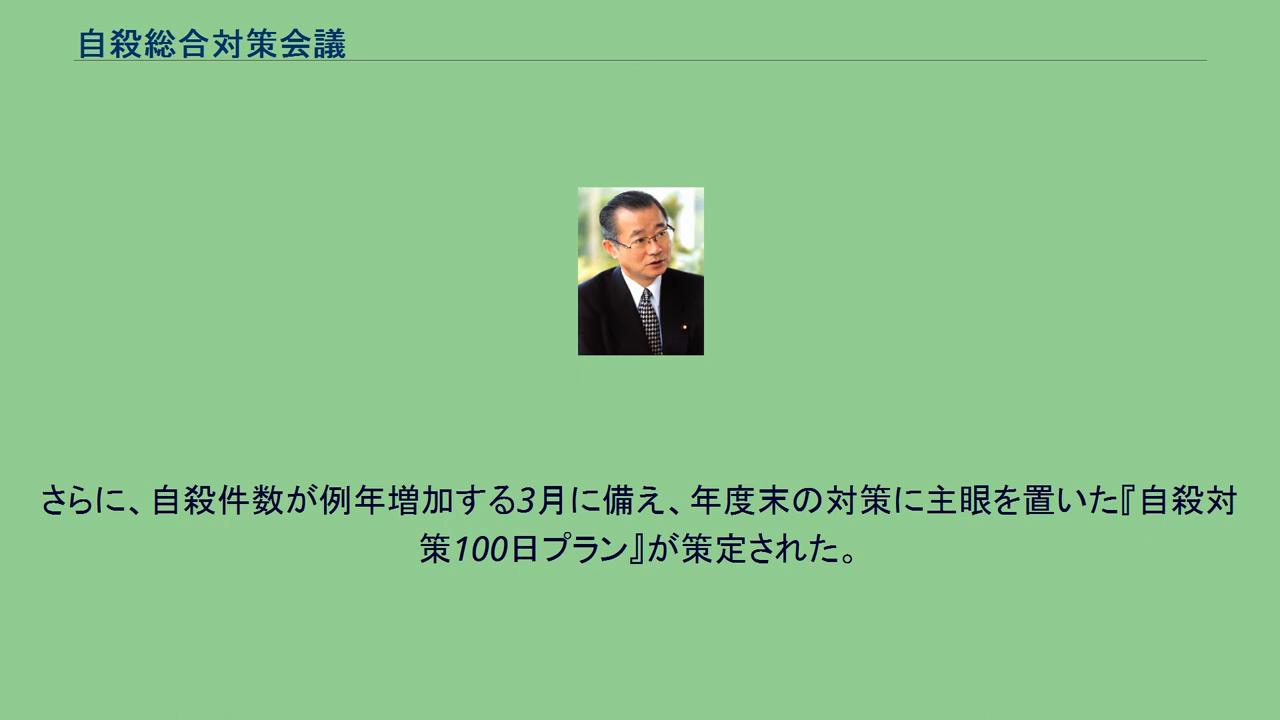 自殺総合対策会議
さらに、自殺件数が例年増加する3月に備え、年度末の対策に主眼を置いた『自殺対
策100日プラン』が策定された。